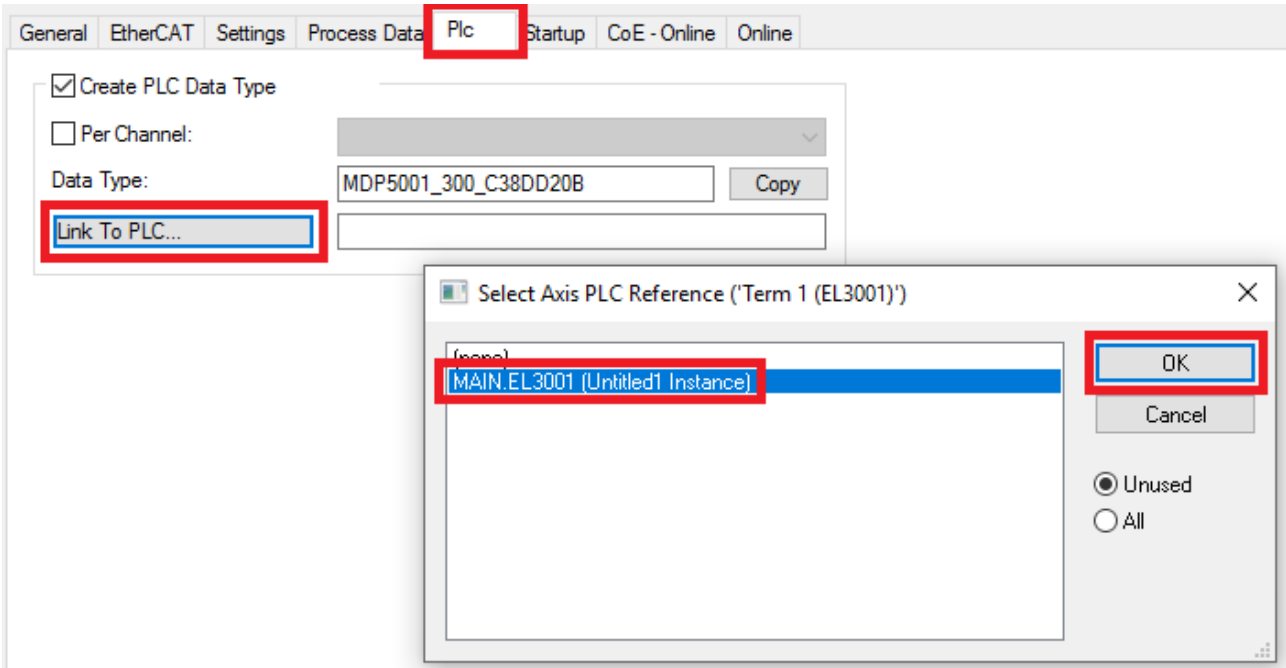 General EtherCAT Settings Process Data Plc Startup CoE - Online Online
Create PLC Data Type
Per Channel:
Data Type: MDP5001_300_C38DD20B Copy
Link To PLC...
Select Axis PLC Reference ('Term 1 (EL3001)')
(none)
MAIN.EL3001 (Untitled1 Instance)
OK
Cancel
Unused
All